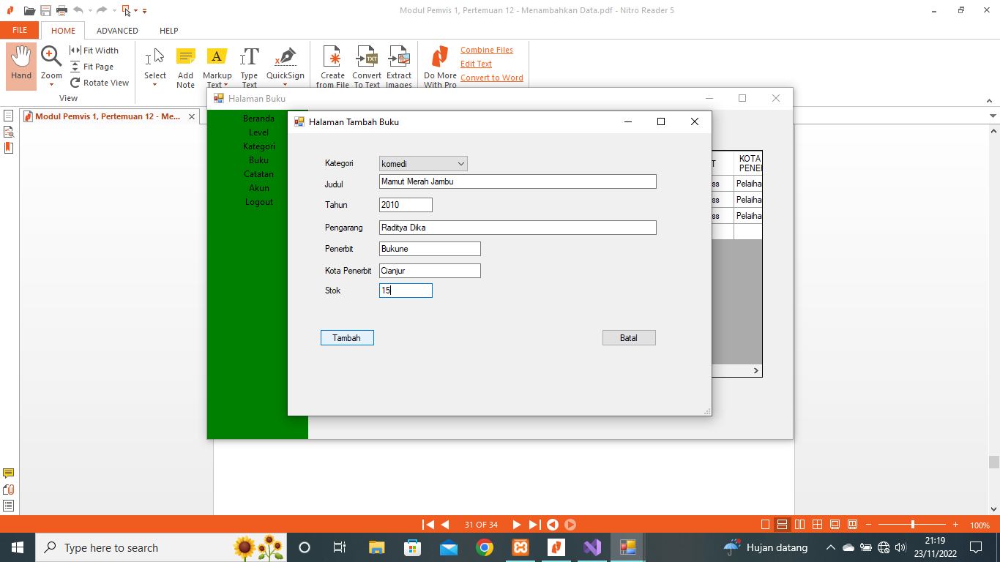 Modul Pemvis 1, Pertemuan 12 - Menambahkan Data.pdf - Nitro Reader 5
FILE
HOME
ADVANCED
HELP
Hand
Zoom
Fit Width
Fit Page
Rotate View
View
Select
Add
Note
Markup
Text
Type
Text
QuickSign
Create
from File
Convert
To Text
Extract
Images
Do More
With Pro
Combine Files
Edit Text
Convert to Word
Modul Pemvis 1, Pertemuan 12 - Me...
Halaman Buku
Beranda
Level
Kategori
Buku
Catatan
Akun
Logout
Halaman Tambah Buku
Kategori
komedi
Judul
Mamut Merah Jambu
Tahun
2010
Pengarang
Raditya Dika
Penerbit
Bukune
Kota Penerbit
Cianjur
Stok
15
Tambah
Batal
T
KOTA
PENE
ss
Pelaiha
ss
Pelaiha
ss
Pelaiha
31 OF 34
100%
Type here to search
Hujan datang
21:19
23/11/2022